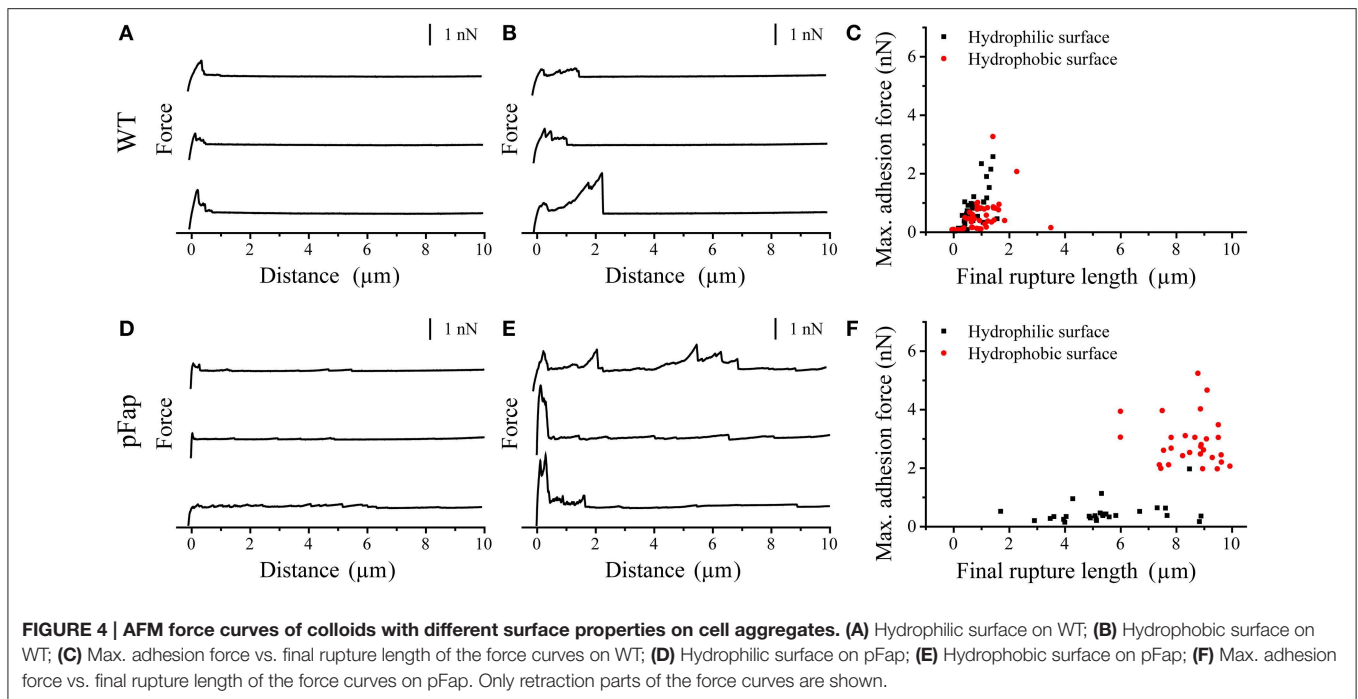 A
1 nN
WT
Force
0 2 4 6 8 10
Distance (µm)
B
1 nN
Force
0 2 4 6 8 10
Distance (µm)
C
Hydrophilic surface
Hydrophobic surface
Max. adhesion force (nN)
6
4
2
0
0 2 4 6 8 10
Final rupture length (µm)
D
1 nN
pFap
Force
0 2 4 6 8 10
Distance (µm)
E
1 nN
Force
0 2 4 6 8 10
Distance (µm)
F
Hydrophilic surface
Hydrophobic surface
Max. adhesion force (nN)
6
4
2
0
0 2 4 6 8 10
Final rupture length (µm)
FIGURE 4 | AFM force curves of colloids with different surface properties on cell aggregates. (A) Hydrophilic surface on WT; (B) Hydrophobic surface on
WT; (C) Max. adhesion force vs. final rupture length of the force curves on WT; (D) Hydrophilic surface on pFap; (E) Hydrophobic surface on pFap; (F) Max. adhesion
force vs. final rupture length of the force curves on pFap. Only retraction parts of the force curves are shown.